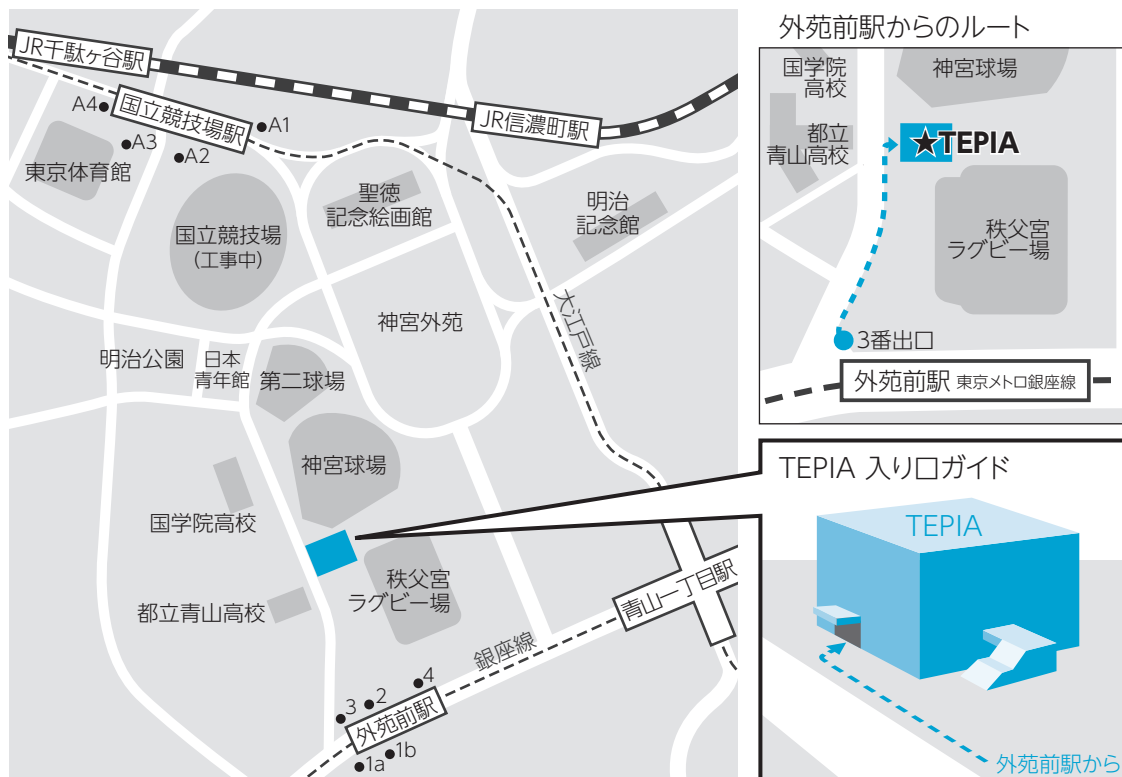 JR千駄ヶ谷駅
A4
国立競技場駅
A1
A3
A2
東京体育館
JR信濃町駅
聖徳
記念絵画館
明治
記念館
国立競技場
(工事中)
神宮外苑
大江戸線
明治公園
日本
青年館
第二球場
神宮球場
国学院高校
都立青山高校
秩父宮
ラグビー場
青山一丁目駅
銀座線
4
2
3
外苑前駅
1b
1a
外苑前駅からのルート
国学院
高校
神宮球場
都立
青山高校
★TEPIA
秩父宮
ラグビー場
3番出口
外苑前駅 東京メトロ銀座線
TEPIA 入り口ガイド
TEPIA
外苑前駅から